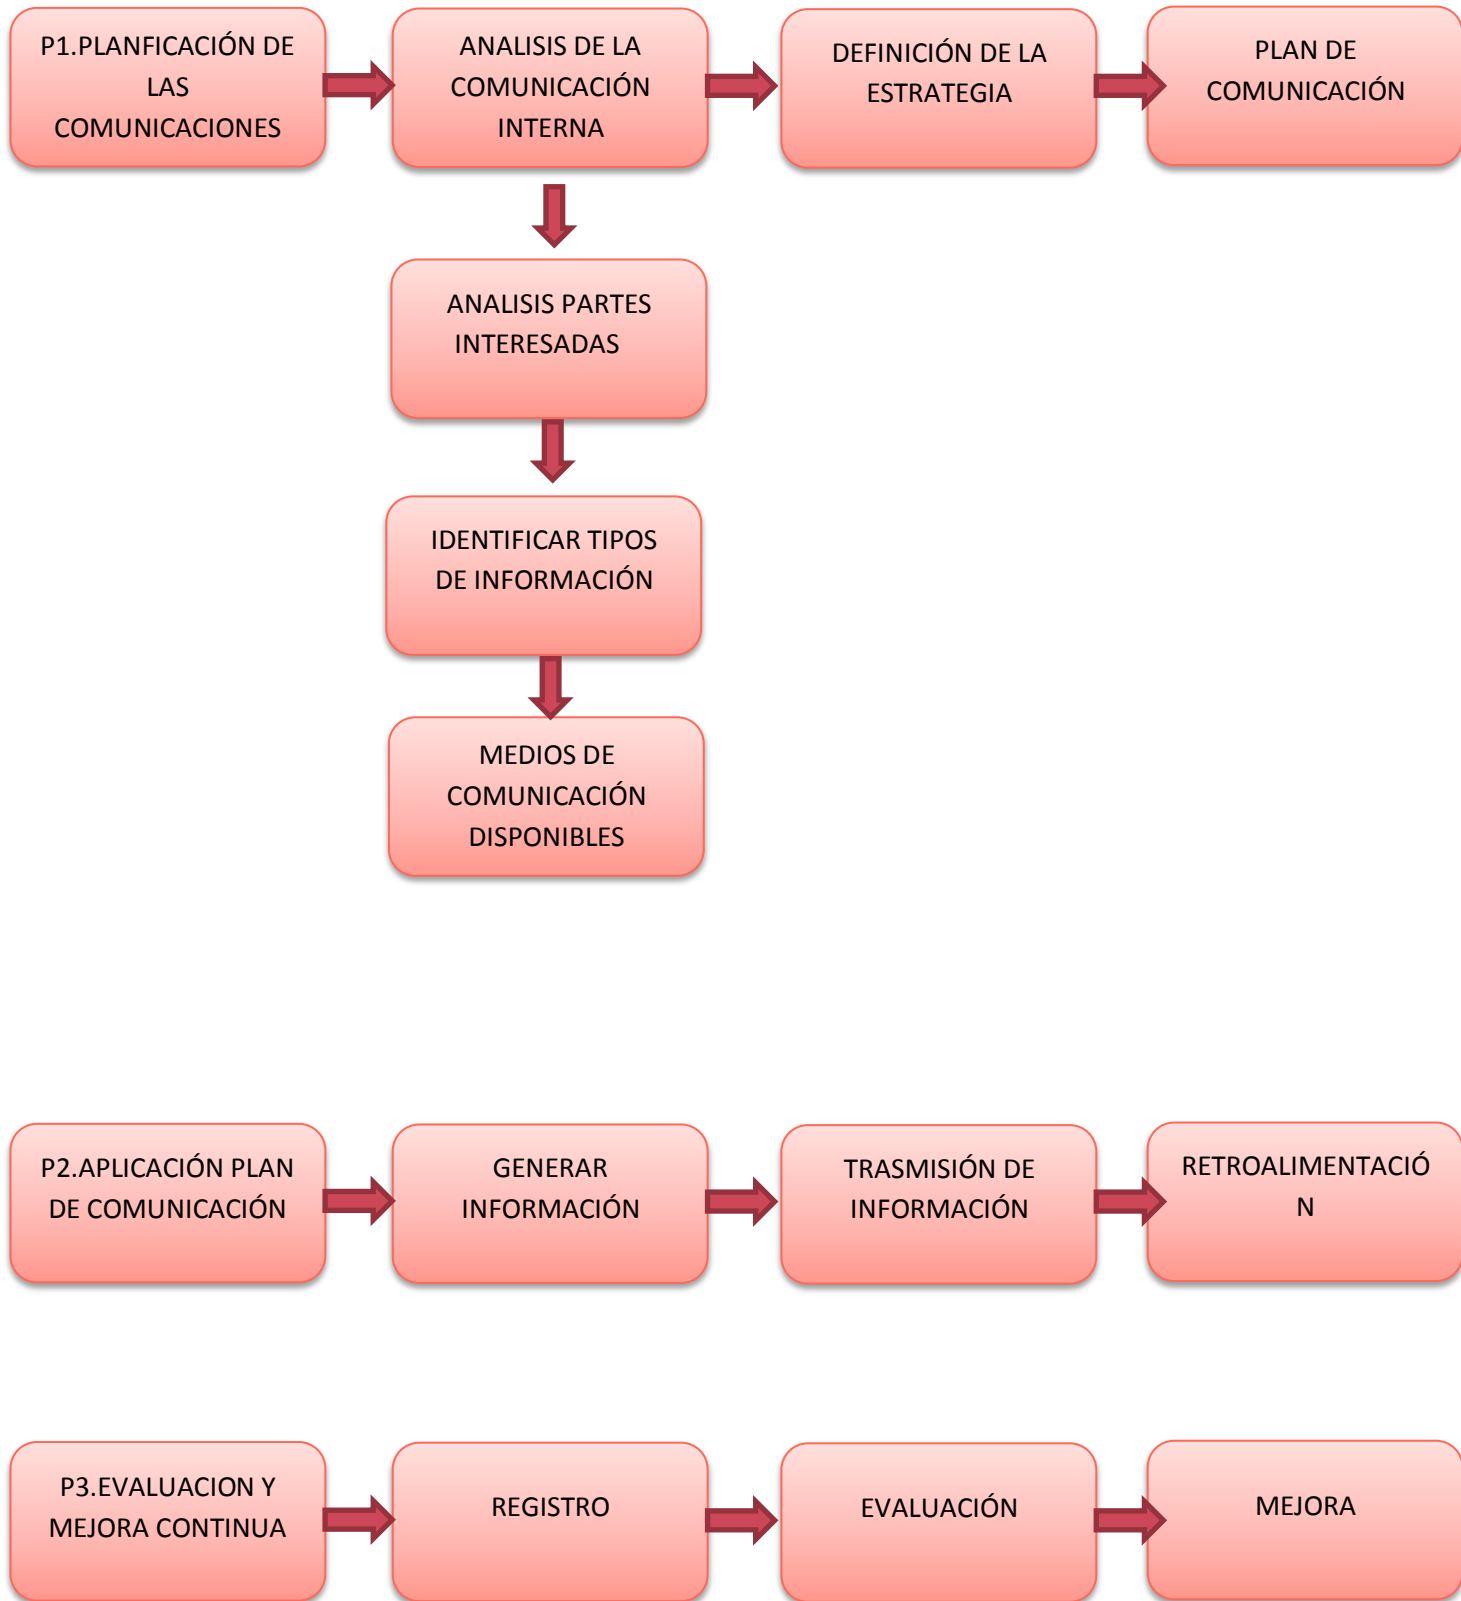 P1.PLANFICACIÓN DE
LAS
COMUNICACIONES
ANALISIS DE LA
COMUNICACIÓN
INTERNA
DEFINICIÓN DE LA
ESTRATEGIA
PLAN DE
COMUNICACIÓN
ANALISIS PARTES
INTERESADAS
IDENTIFICAR TIPOS
DE INFORMACIÓN
MEDIOS DE
COMUNICACIÓN
DISPONIBLES
P2.APLICACIÓN PLAN
DE COMUNICACIÓN
GENERAR
INFORMACIÓN
TRASMISIÓN DE
INFORMACIÓN
RETROALIMENTACIÓ
N
P3.EVALUACION Y
MEJORA CONTINUA
REGISTRO
EVALUACIÓN
MEJORA